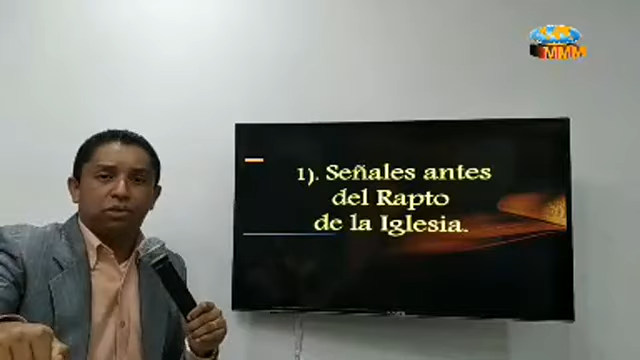 MMM
1). Señales antes
del Rapto
de la Iglesia.